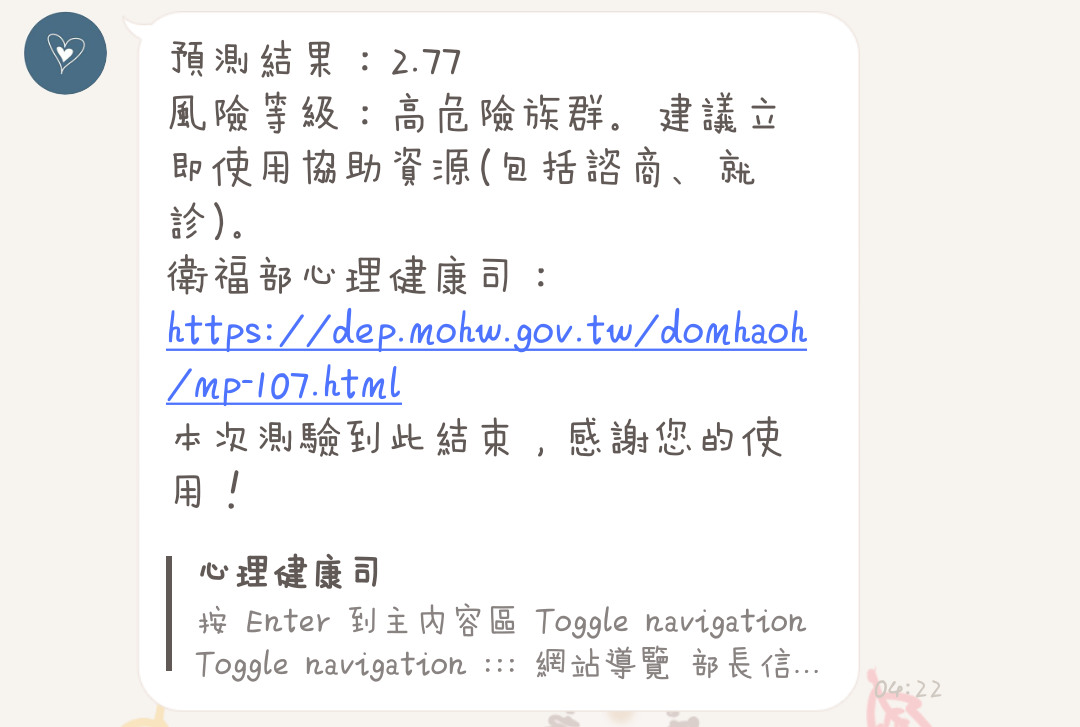 預測結果：2.77
風險等級：高危險族群。建議立
即使用協助資源(包括諮商、就
診)。
衛福部心理健康司：
https://dep.mohw.gov.tw/domhaoh
/mp-107.html
本次測驗到此結束，感謝您的使
用！
心理健康司
按 Enter 到主內容區 Toggle navigation
Toggle navigation ::: 網站導覽 部長信...
04:22